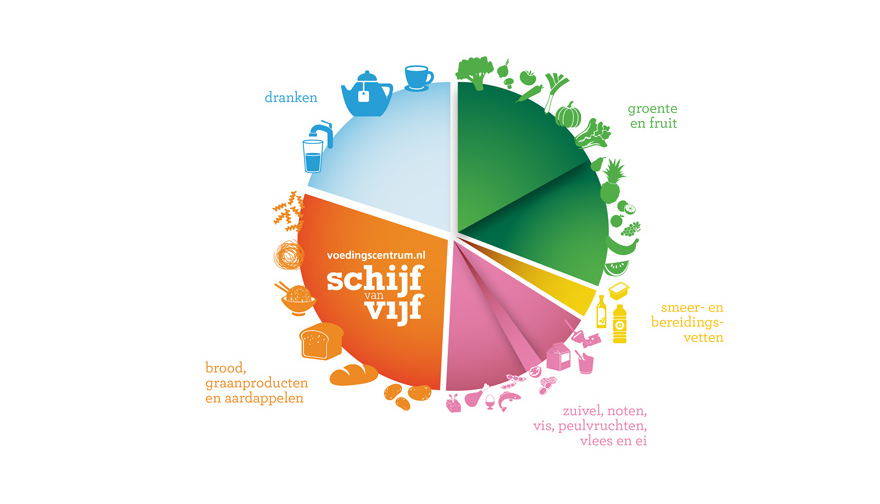 dranken
groente
en fruit
voedingscentrum.nl
schijf
van
vijf
smeer- en
bereidings-
vetten
brood,
graanproducten
en aardappelen
zuivel, noten,
vis, peulvruchten,
vlees en ei